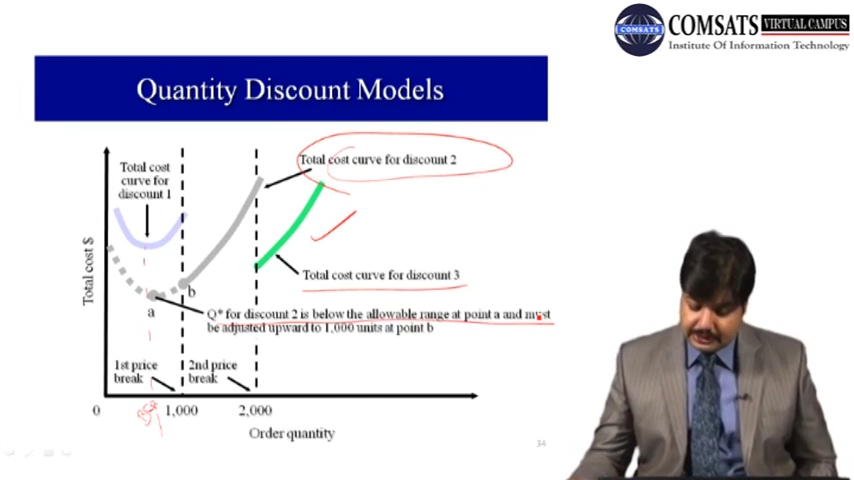 COMSATS VIRTUAL CAMPUS
COMSATS
Institute Of Information Technology
Quantity Discount Models
Total cost
curve for
discount 1
Total cost curve for discount 2
Total cost curve for discount 3
Total cost $
a
b
Q* for discount 2 is below the allowable range at point a and must
be adjusted upward to 1,000 units at point b
1st price
break
2nd price
break
0
1,000
2,000
Order quantity
34